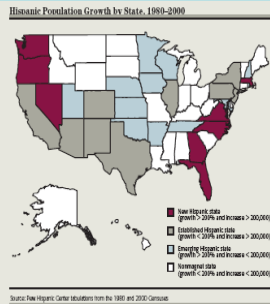 Hispanic Population Growth by State, 1980-2000
New Hispanic state
(growth > 200% and increase > 200,000)
Established Hispanic state
(growth < 200% and increase > 200,000)
Emerging Hispanic state
(growth > 200% and increase < 200,000)
Nonmagnet state
(growth < 200% and increase < 200,000)
Source: Pew Hispanic Center tabulations from the 1980 and 2000 Censuses